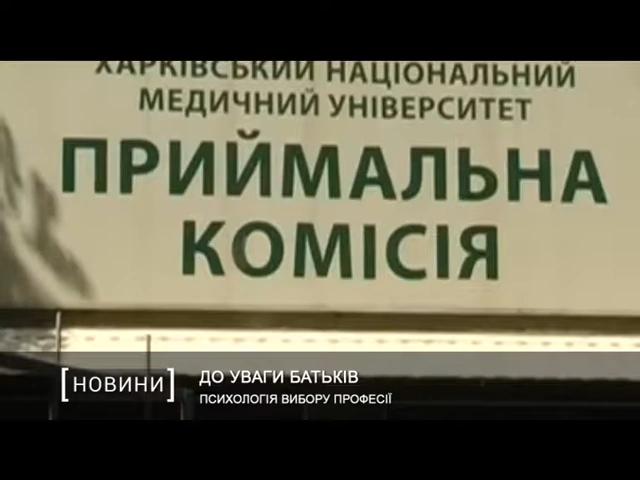 ХАРКІВСЬКИЙ НАЦІОНАЛЬНИЙ
МЕДИЧНИЙ УНІВЕРСИТЕТ
ПРИЙМАЛЬНА
КОМІСІЯ
[НОВИНИ]
ДО УВАГИ БАТЬКІВ
ПСИХОЛОГІЯ ВИБОРУ ПРОФЕСІЇ